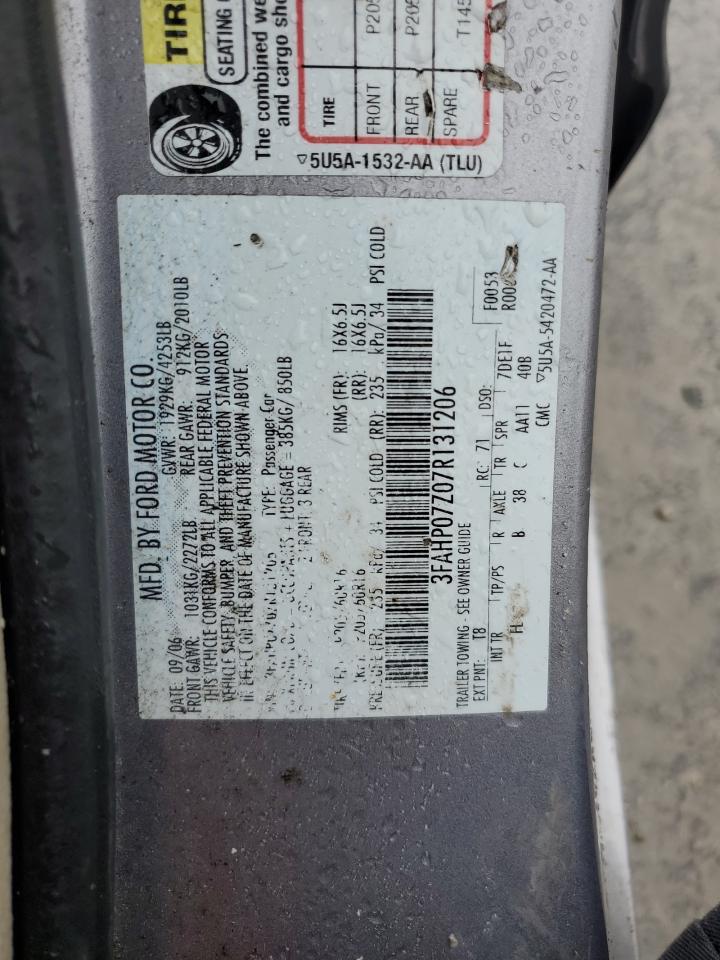 TIRE
SEATING
The combined we
and cargo sho
TIRE
FRONT P205
REAR P205
SPARE T145
▽5U5A-1532-AA (TLU)
MFD. BY FORD MOTOR CO.
DATE: 09/06 GVWR: 1929KG/4253LB
FRONT GAWR: 1031KG/2272LB REAR GAWR: 912KG/2010LB
THIS VEHICLE CONFORMS TO ALL APPLICABLE FEDERAL MOTOR
VEHICLE SAFETY, BUMPER, AND THEFT PREVENTION STANDARDS
IN EFFECT ON THE DATE OF MANUFACTURE SHOWN ABOVE.
TYPE: Passenger Car
LUGGAGE = 385KG/ 850LB
FRONT, 3 REAR
RIMS (FR): 16X6.5J
(RR): 16X6.5J
PRESSURE (FR): 235 kPa/ 34 PSI COLD (RR): 235 kPa/ 34 PSI COLD
3FAHP07Z07R131206
TRAILER TOWING - SEE OWNER GUIDE
EXT PNT: T8 RC: 71 DSO: F0053
INT TR TP/PS R AXLE TR SPR 7DE1F
HL B 38 C AA11 40B
CMC ▽5U5A-5420472-AA